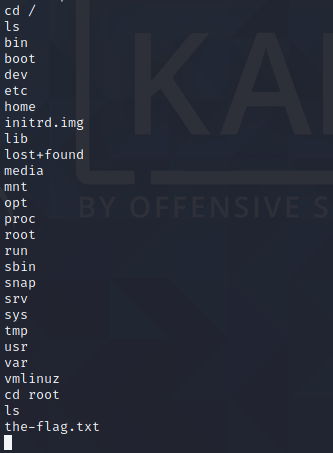 cd /
ls
bin
boot
dev
etc
home
initrd.img
lib
lost+found
media
mnt
opt
proc
root
run
sbin
snap
srv
sys
tmp
usr
var
vmlinuz
cd root
ls
the-flag.txt
KA
BY OFFENSIVE S